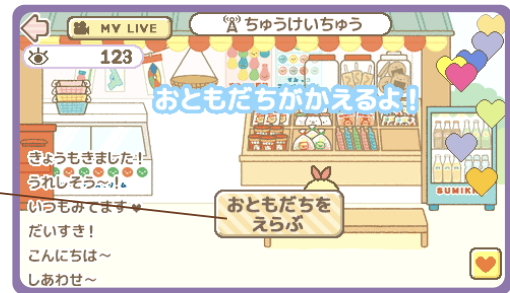 MY LIVE
ちゅうけいちゅう
123
おともだちがかえるよ!
きょうもきました!
うれしそう〜!
いつもみてます♥
だいすき!
こんにちは〜
しあわせ〜
おともだちを
えらぶ
SUMIKKO